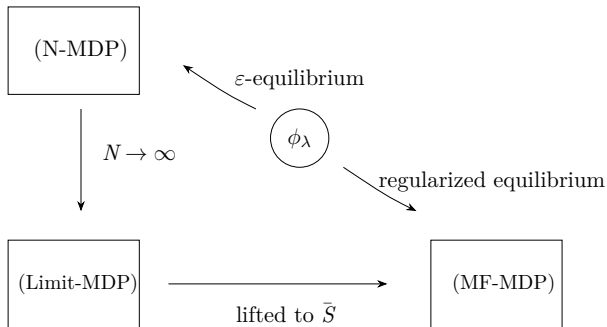 (N-MDP)
ε-equilibrium
ϕ_λ
N → ∞
regularized equilibrium
(Limit-MDP)
(MF-MDP)
lifted to S̄